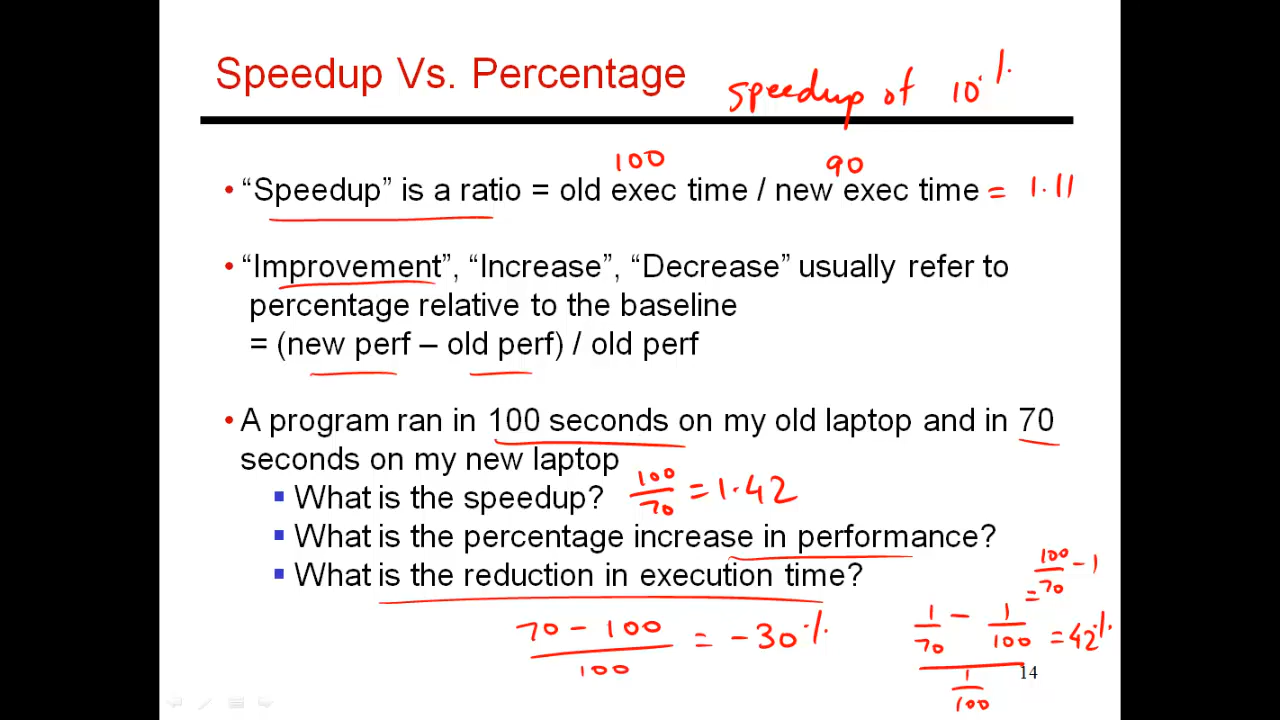 Speedup Vs. Percentage
speedup of 10%
100 90
• “Speedup” is a ratio = old exec time / new exec time = 1.11
• “Improvement”, “Increase”, “Decrease” usually refer to
percentage relative to the baseline
= (new perf – old perf) / old perf
• A program ran in 100 seconds on my old laptop and in 70
seconds on my new laptop
▪ What is the speedup? 100/70 = 1.42
▪ What is the percentage increase in performance?
▪ What is the reduction in execution time?
= 100/70 - 1
70 - 100
100
= -30%
1/70 - 1/100
1/100
= 42%
14